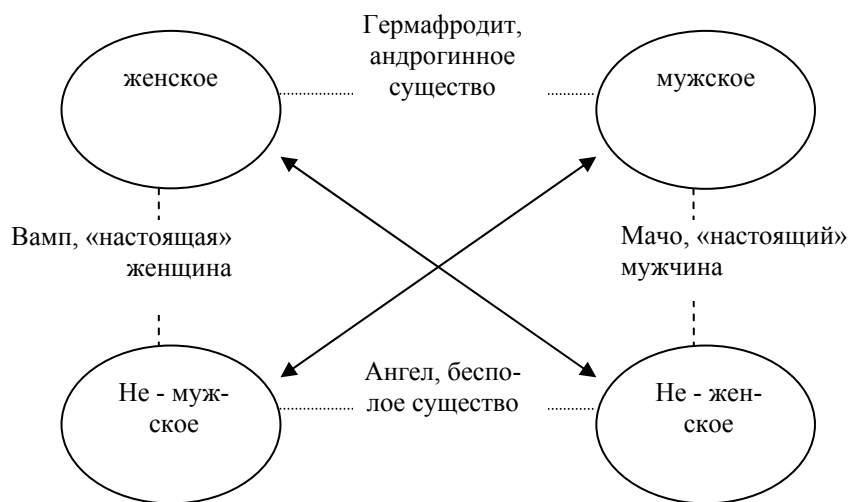 Гермафродит,
андрогинное
существо
женское
мужское
Вамп, «настоящая»
женщина
Мачо, «настоящий»
мужчина
Ангел, беспо-
лое существо
Не - муж-
ское
Не - жен-
ское